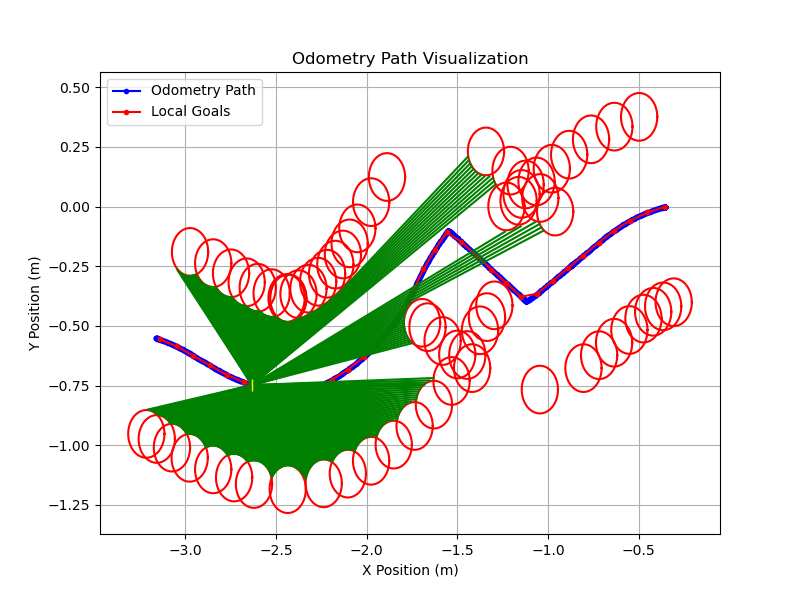 Odometry Path Visualization
Odometry Path
Local Goals
0.50
0.25
0.00
−0.25
−0.50
−0.75
−1.00
−1.25
Y Position (m)
−3.0 −2.5 −2.0 −1.5 −1.0 −0.5
X Position (m)